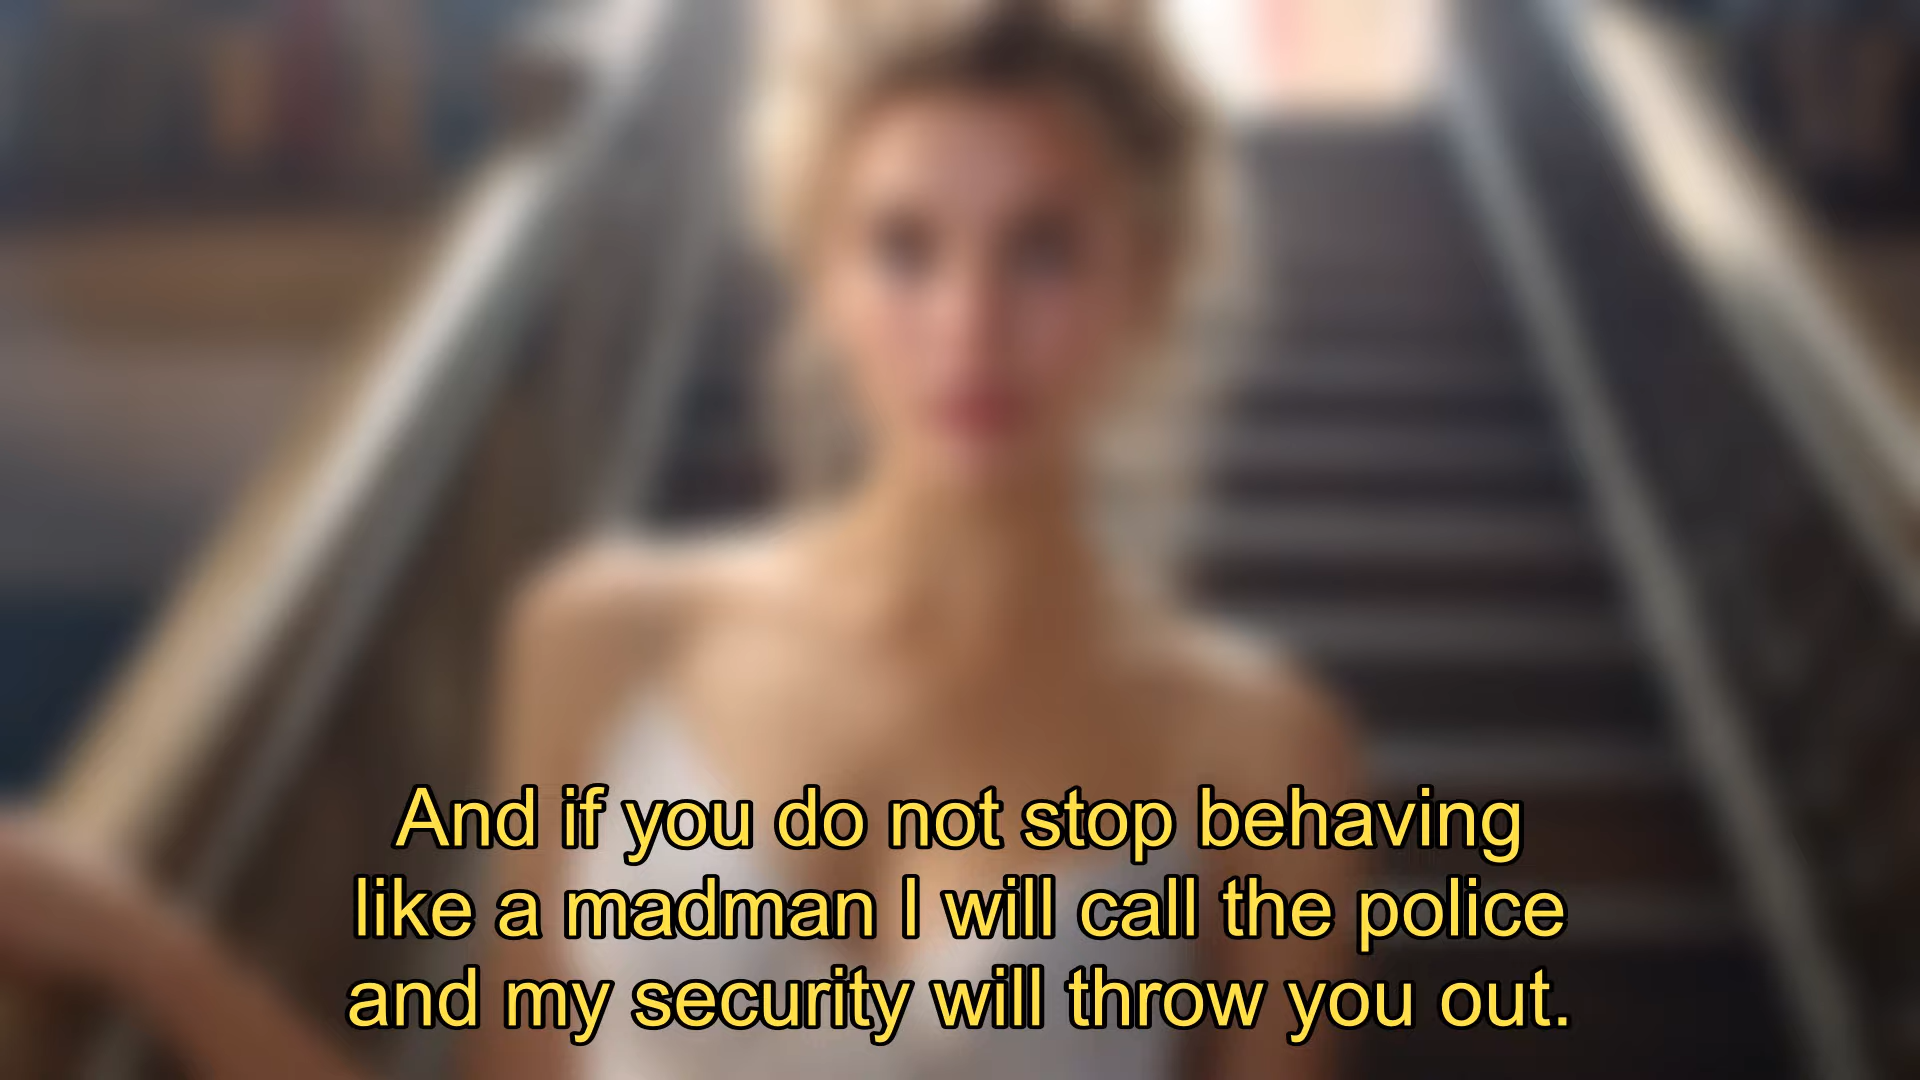 And if you do not stop behaving
like a madman I will call the police
and my security will throw you out.